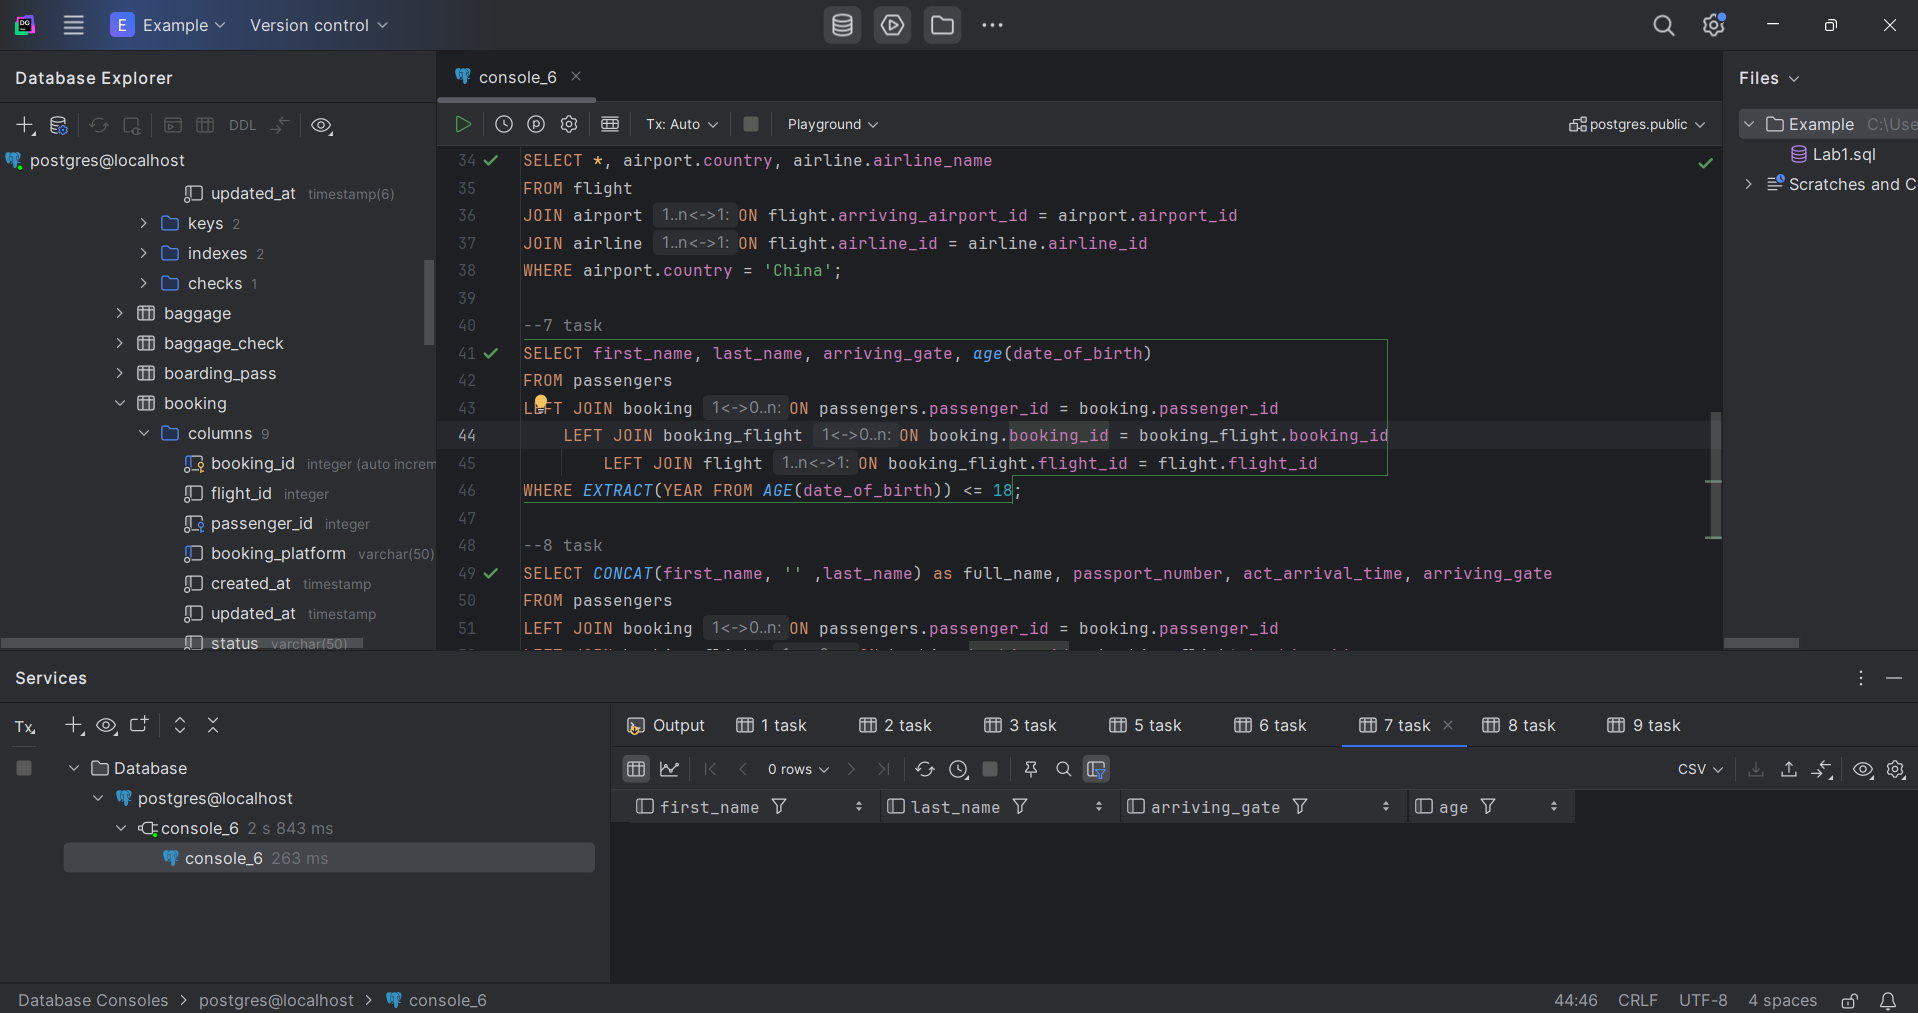 E Example Version control
Database Explorer
console_6
Files
DDL
Tx: Auto
Playground
postgres.public
Example C:\Use
Lab1.sql
Scratches and C
postgres@localhost
updated_at timestamp(6)
keys 2
indexes 2
checks 1
baggage
baggage_check
boarding_pass
booking
columns 9
booking_id integer (auto increm
flight_id integer
passenger_id integer
booking_platform varchar(50)
created_at timestamp
updated_at timestamp
status varchar(50)
34 SELECT *, airport.country, airline.airline_name
35 FROM flight
36 JOIN airport 1..n<->1: ON flight.arriving_airport_id = airport.airport_id
37 JOIN airline 1..n<->1: ON flight.airline_id = airline.airline_id
38 WHERE airport.country = 'China';
39
40 --7 task
41 SELECT first_name, last_name, arriving_gate, age(date_of_birth)
42 FROM passengers
43 LEFT JOIN booking 1<->0..n: ON passengers.passenger_id = booking.passenger_id
44 LEFT JOIN booking_flight 1<->0..n: ON booking.booking_id = booking_flight.booking_id
45 LEFT JOIN flight 1..n<->1: ON booking_flight.flight_id = flight.flight_id
46 WHERE EXTRACT(YEAR FROM AGE(date_of_birth)) <= 18;
47
48 --8 task
49 SELECT CONCAT(first_name, '' ,last_name) as full_name, passport_number, act_arrival_time, arriving_gate
50 FROM passengers
51 LEFT JOIN booking 1<->0..n: ON passengers.passenger_id = booking.passenger_id
Services
Tx
Database
postgres@localhost
console_6 2 s 843 ms
console_6 263 ms
Output 1 task 2 task 3 task 5 task 6 task 7 task 8 task 9 task
0 rows
CSV
first_name last_name arriving_gate age
Database Consoles > postgres@localhost > console_6
44:46 CRLF UTF-8 4 spaces